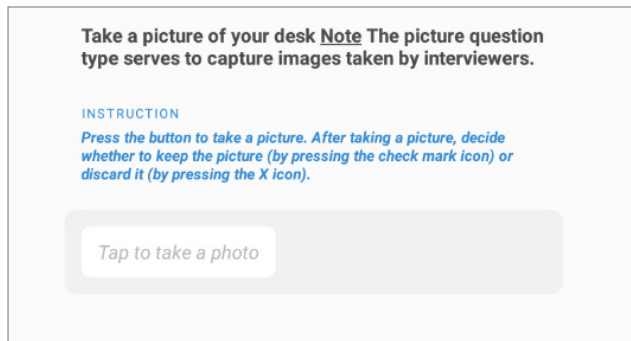 Take a picture of your desk Note The picture question
type serves to capture images taken by interviewers.
INSTRUCTION
Press the button to take a picture. After taking a picture, decide
whether to keep the picture (by pressing the check mark icon) or
discard it (by pressing the X icon).
Tap to take a photo